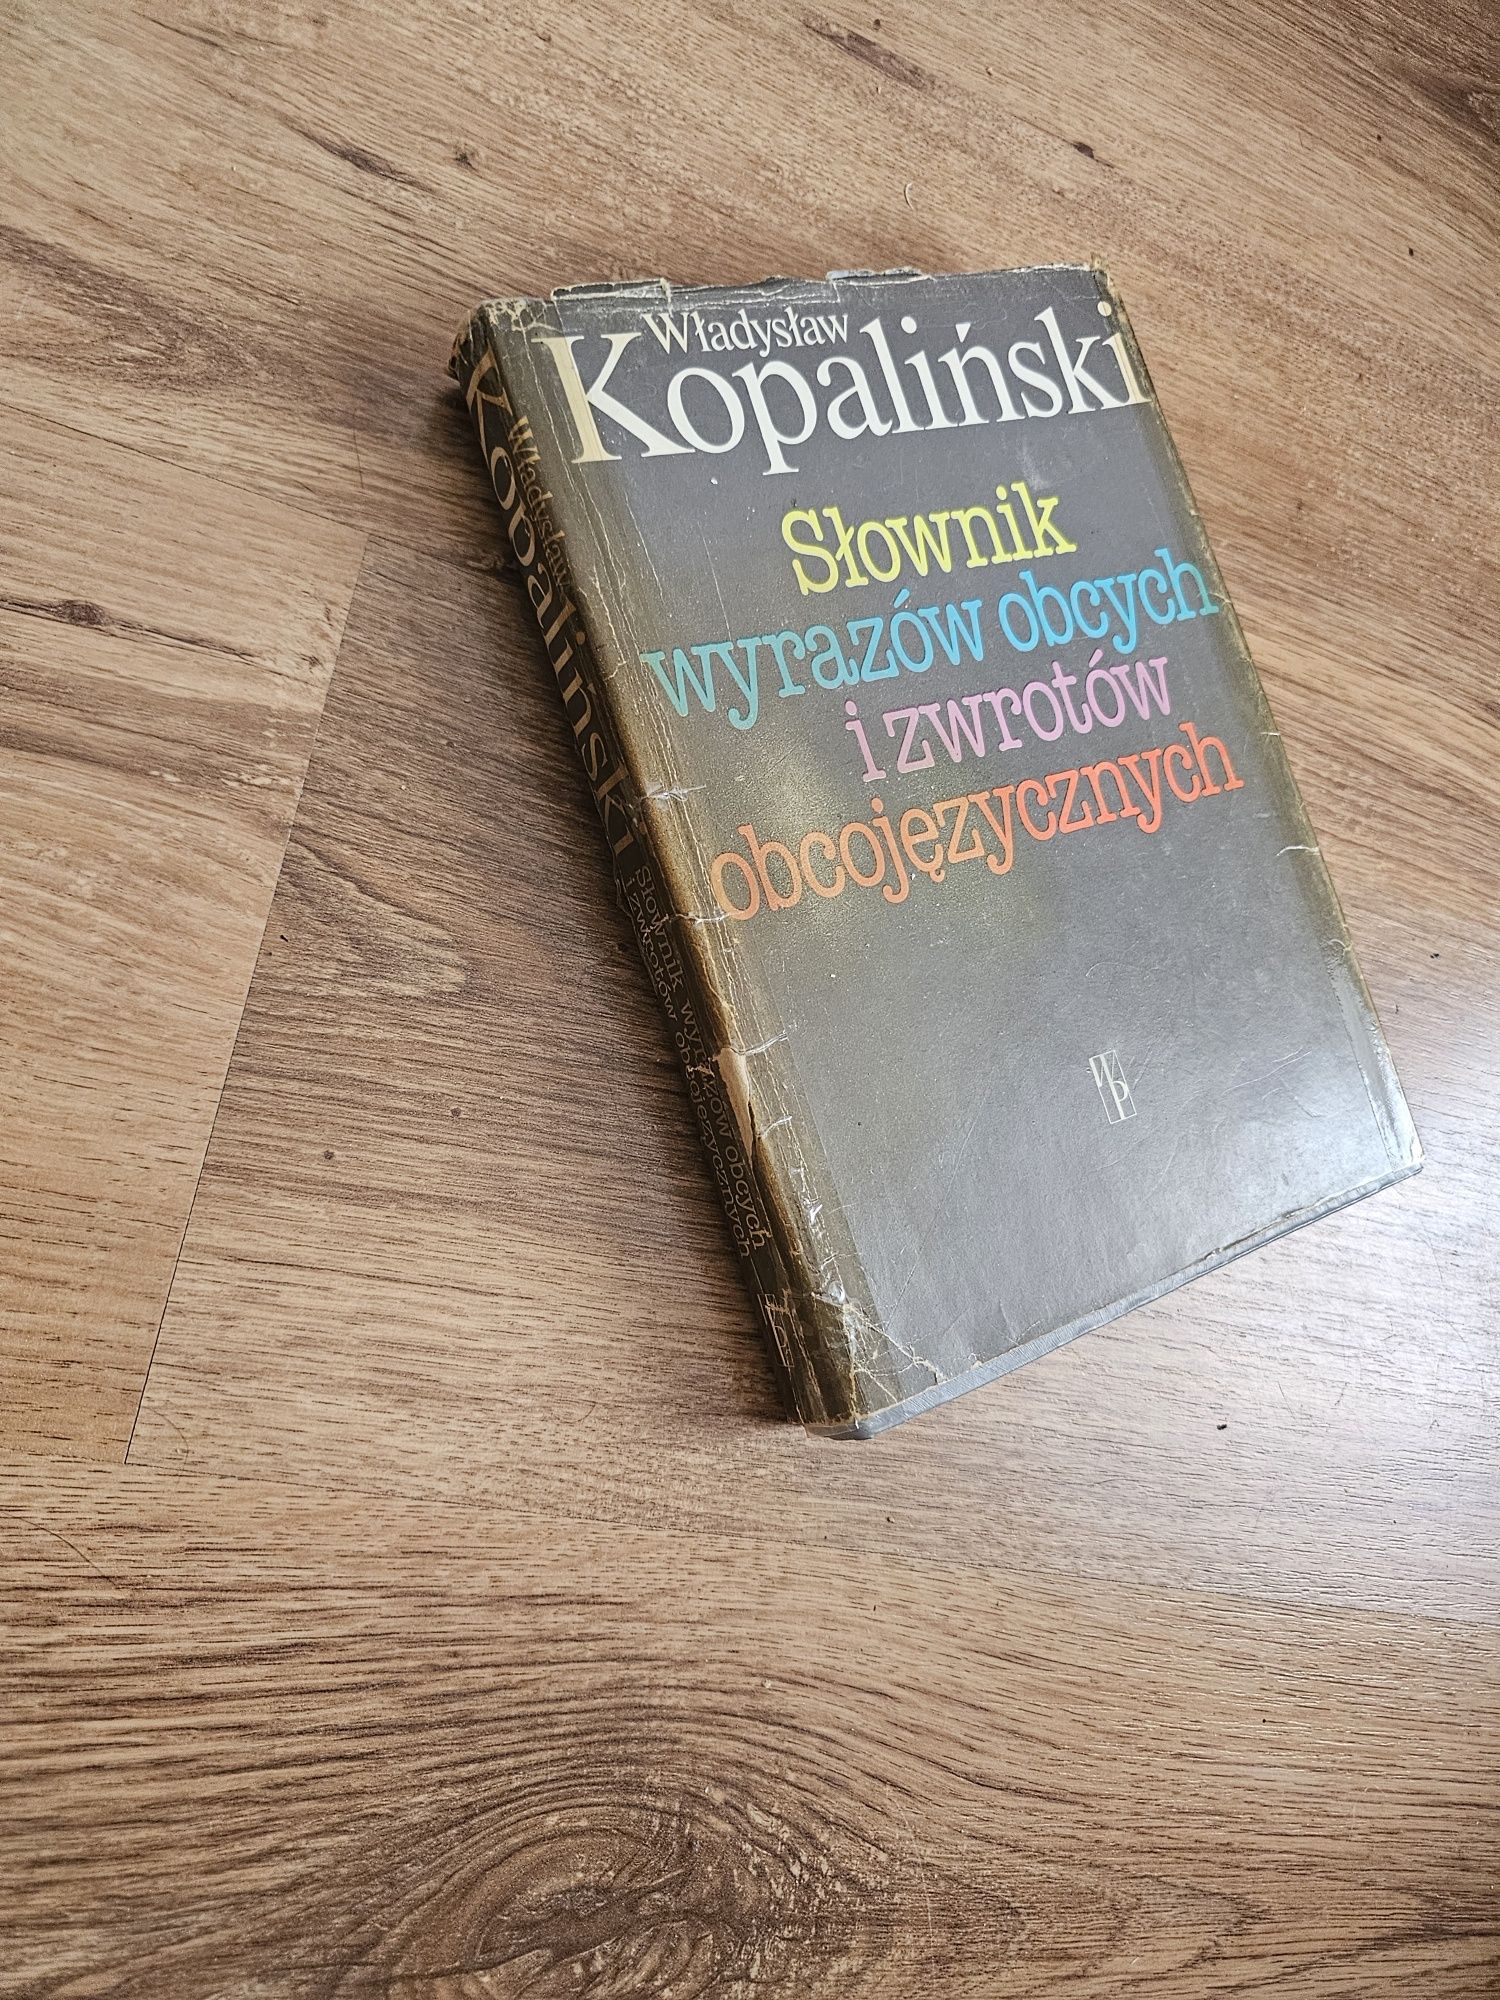 Władysław
Kopaliński
Słownik
wyrazów obcych
i zwrotów
obcojęzycznych
WP
Władysław
Kopaliński
Słownik wyrazów obcych
i zwrotów obcojęzycznych